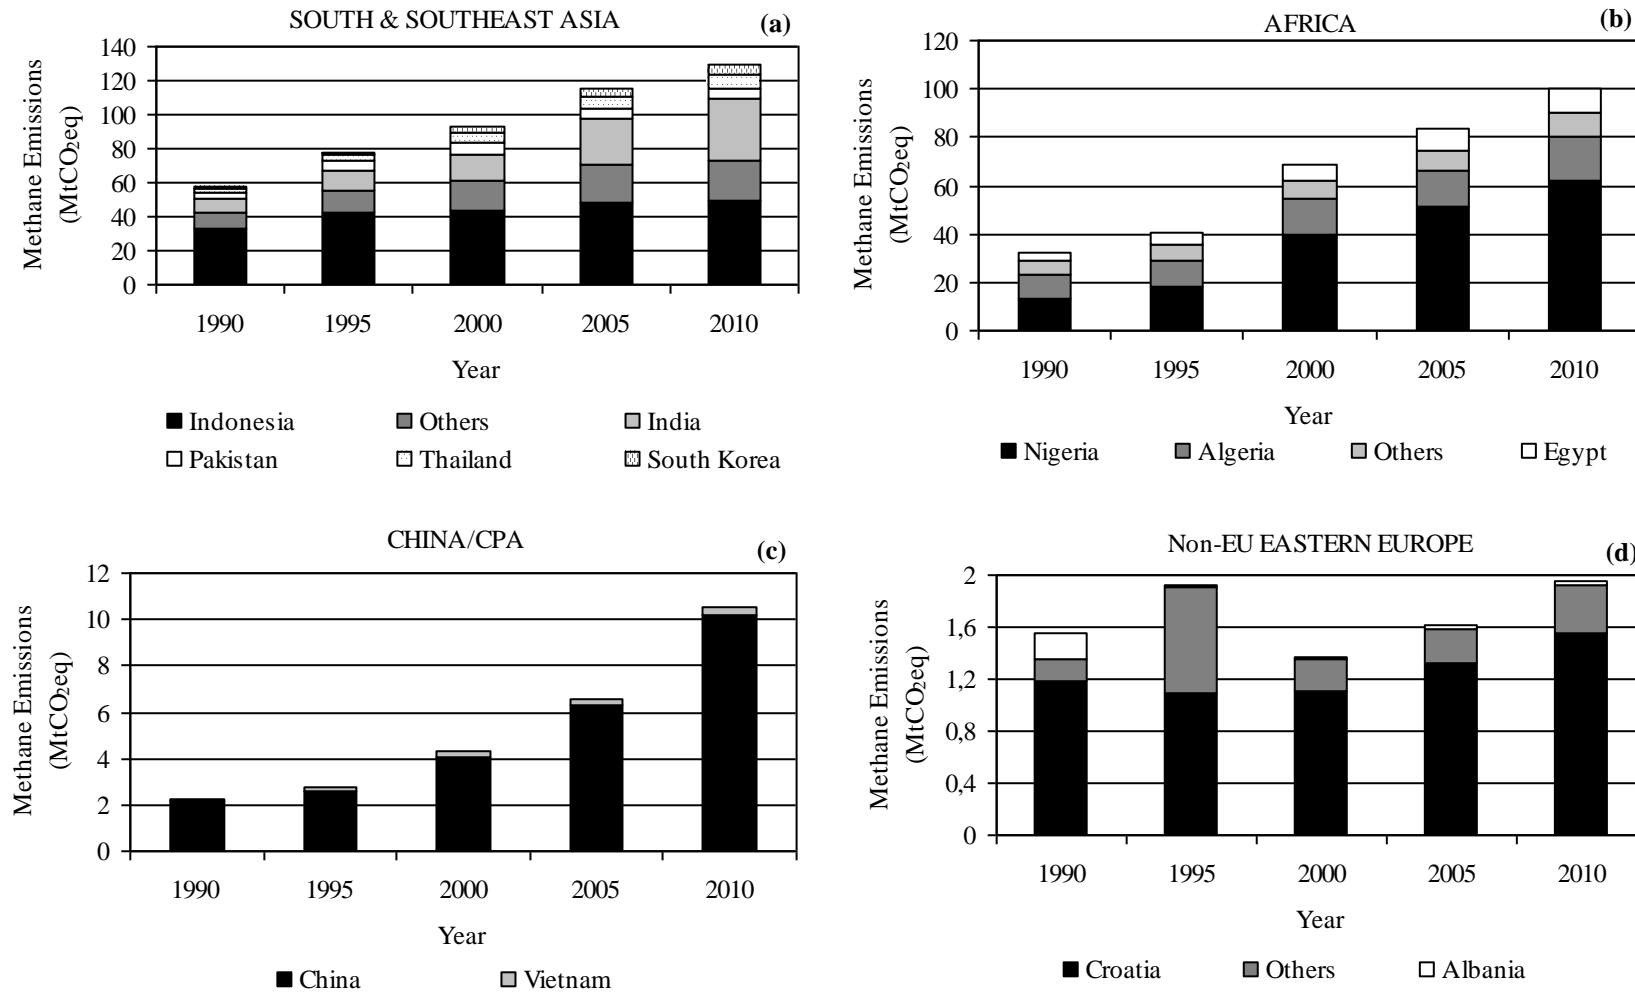 SOUTH & SOUTHEAST ASIA
(a)
Methane Emissions
(MtCO₂eq)
140
120
100
80
60
40
20
0
1990 1995 2000 2005 2010
Year
Indonesia Others India
Pakistan Thailand South Korea
AFRICA
(b)
Methane Emissions
(MtCO₂eq)
120
100
80
60
40
20
0
1990 1995 2000 2005 2010
Year
Nigeria Algeria Others Egypt
CHINA/CPA
(c)
Methane Emissions
(MtCO₂eq)
12
10
8
6
4
2
0
1990 1995 2000 2005 2010
Year
China Vietnam
Non-EU EASTERN EUROPE
(d)
Methane Emissions
(MtCO₂eq)
2
1,6
1,2
0,8
0,4
0
1990 1995 2000 2005 2010
Year
Croatia Others Albania